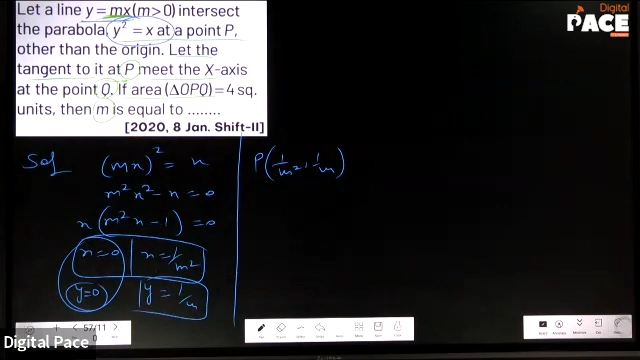 Let a line y = mx (m > 0) intersect
the parabola, y² = x at a point P,
other than the origin. Let the
tangent to it at P meet the X-axis
at the point Q. If area (ΔOPQ) = 4 sq.
units, then m is equal to ........
[2020, 8 Jan. Shift-II]
Digital
PACE
Sol (mx)² = x
m²x² - x = 0
x(m²x - 1) = 0
x = 0 | x = 1/m²
y = 0 | y = 1/m
P(1/m², 1/m)
57/11
0
Digital Pace